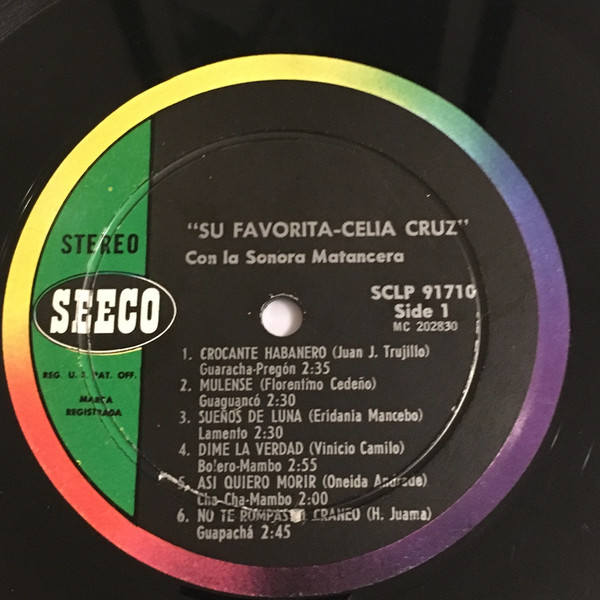 "SU FAVORITA-CELIA CRUZ"
Con la Sonora Matancera
STEREO
SEECO
REG. U. S. PAT. OFF.
MARCA
REGISTRADA
SCLP 91710
Side 1
MC 202830
1. CROCANTE HABANERO (Juan J. Trujillo)
Guaracha-Pregón 2:35
2. MULENSE (Florentimo Cedeño)
Guaguancó 2:30
3. SUEÑOS DE LUNA (Eridania Mancebo)
Lamento 2:30
4. DIME LA VERDAD (Vinicio Camilo)
Bolero-Mambo 2:55
5. ASI QUIERO MORIR (Oneida Andrade)
Cha-Cha-Mambo 2:00
6. NO TE ROMPAS CRANEO (H. Juama)
Guapachá 2:45